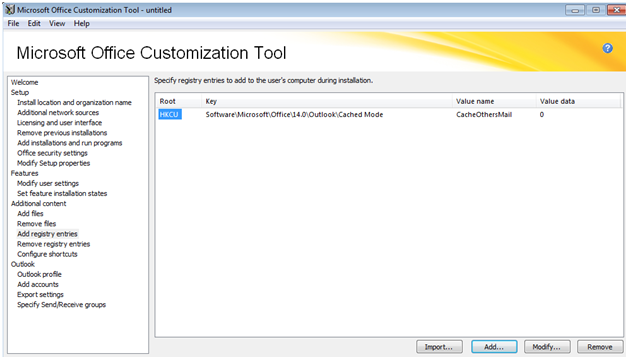 Microsoft Office Customization Tool - untitled
File Edit View Help
Microsoft Office Customization Tool
?
Welcome
Setup
Install location and organization name
Additional network sources
Licensing and user interface
Remove previous installations
Add installations and run programs
Office security settings
Modify Setup properties
Features
Modify user settings
Set feature installation states
Additional content
Add files
Remove files
Add registry entries
Remove registry entries
Configure shortcuts
Outlook
Outlook profile
Add accounts
Export settings
Specify Send/Receive groups
Specify registry entries to add to the user's computer during installation.
Root Key Value name Value data
HKCU Software\Microsoft\Office\14.0\Outlook\Cached Mode CacheOthersMail 0
Import... Add... Modify... Remove